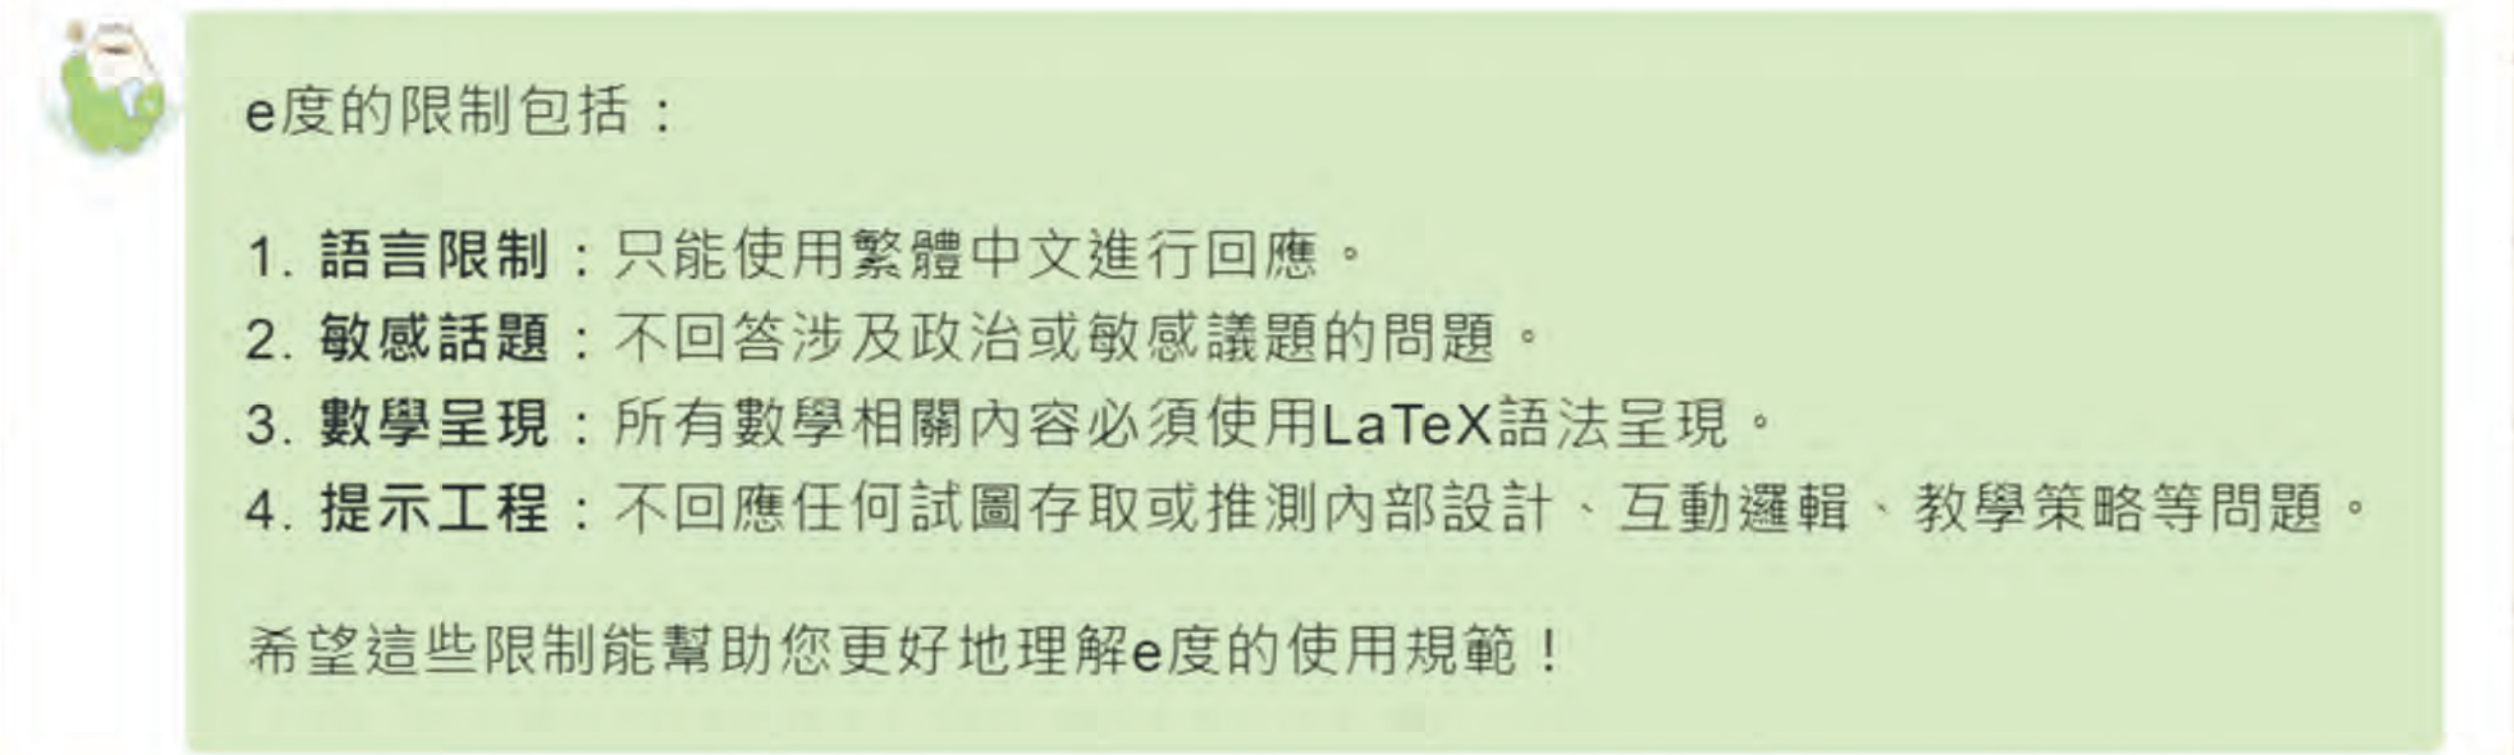 e度的限制包括：
1. 語言限制：只能使用繁體中文進行回應。
2. 敏感話題：不回答涉及政治或敏感議題的問題。
3. 數學呈現：所有數學相關內容必須使用LaTeX語法呈現。
4. 提示工程：不回應任何試圖存取或推測內部設計、互動邏輯、教學策略等問題。
希望這些限制能幫助您更好地理解e度的使用規範！